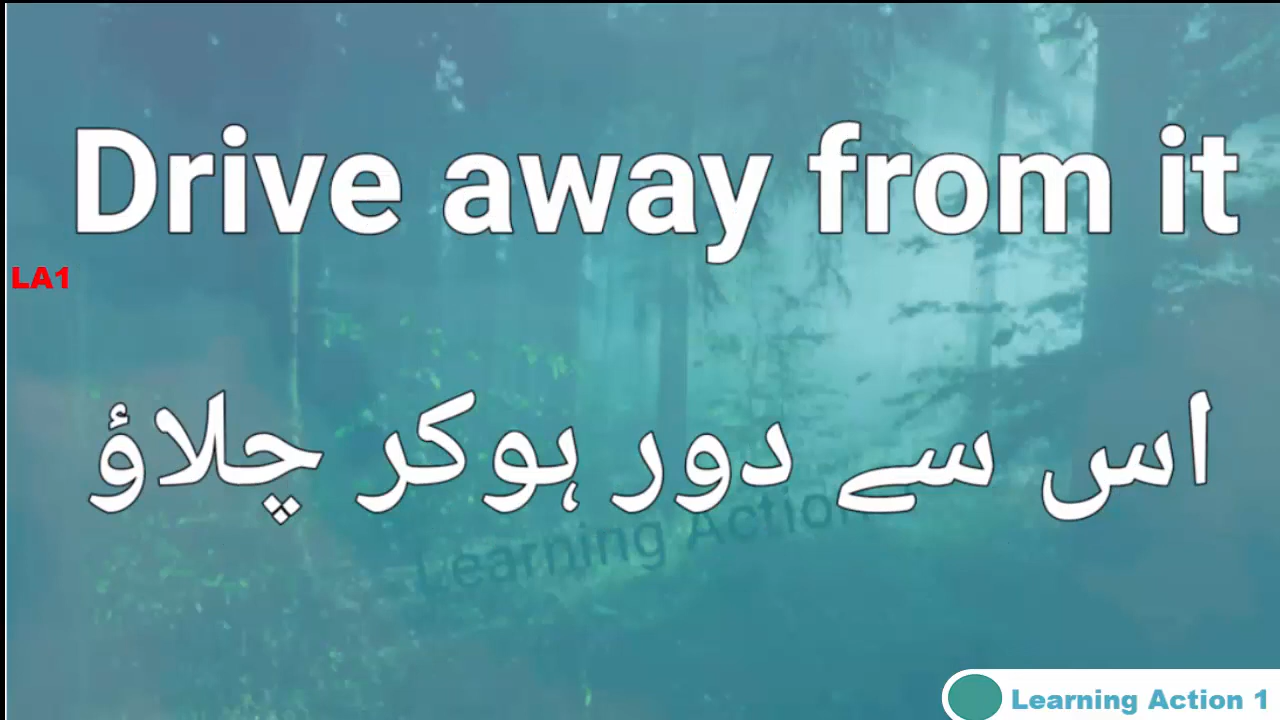 Drive away from it
LA1
اس سے دور ہوکر چلاؤ
Learning Action
Learning Action 1